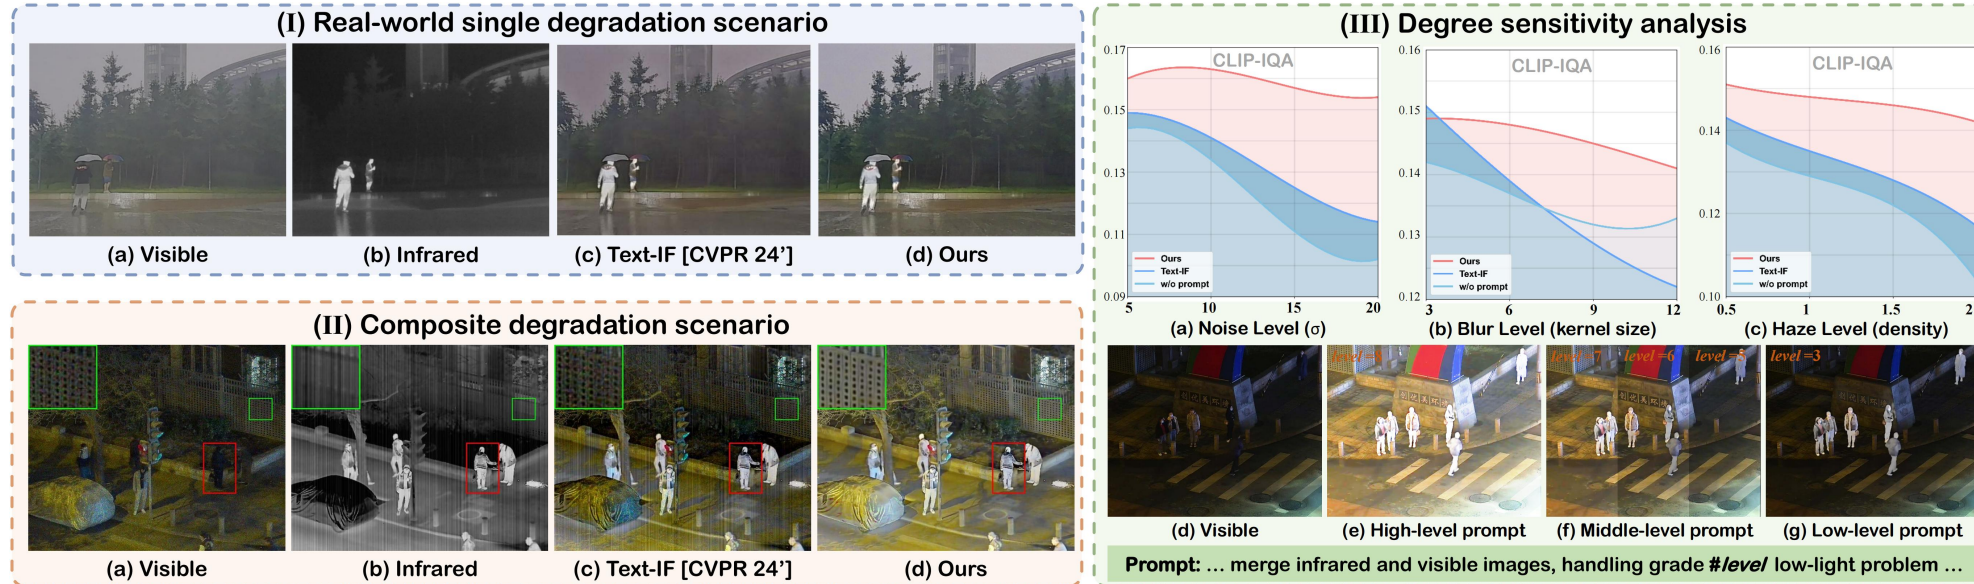 (I) Real-world single degradation scenario
(a) Visible
(b) Infrared
(c) Text-IF [CVPR 24’]
(d) Ours
(II) Composite degradation scenario
(a) Visible
(b) Infrared
(c) Text-IF [CVPR 24’]
(d) Ours
(III) Degree sensitivity analysis
0.17
0.15
0.13
0.11
0.09
CLIP-IQA
Ours
Text-IF
w/o prompt
5 10 15 20
(a) Noise Level (σ)
0.16
0.15
0.14
0.13
0.12
CLIP-IQA
Ours
Text-IF
w/o prompt
3 6 9 12
(b) Blur Level (kernel size)
0.16
0.14
0.12
0.10
CLIP-IQA
Ours
Text-IF
w/o prompt
0.5 1 1.5 2
(c) Haze Level (density)
level
level =7 level =6 level
level =3
(d) Visible
(e) High-level prompt
(f) Middle-level prompt
(g) Low-level prompt
Prompt: ... merge infrared and visible images, handling grade #level low-light problem ...